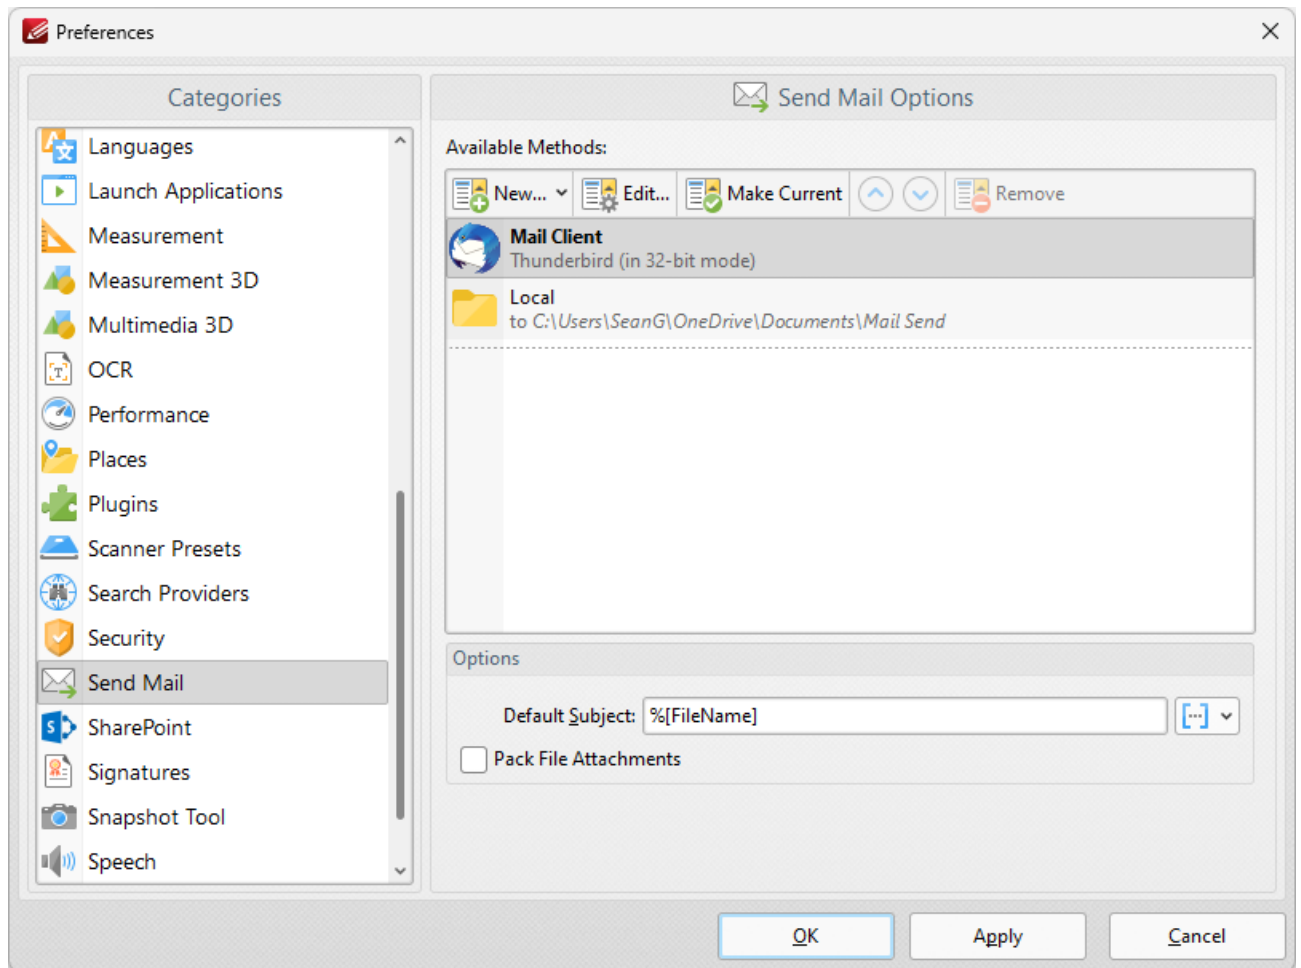 Preferences
Categories
Languages
Launch Applications
Measurement
Measurement 3D
Multimedia 3D
OCR
Performance
Places
Plugins
Scanner Presets
Search Providers
Security
Send Mail
SharePoint
Signatures
Snapshot Tool
Speech
Send Mail Options
Available Methods:
New... Edit... Make Current Remove
Mail Client
Thunderbird (in 32-bit mode)
Local
to C:\Users\SeanG\OneDrive\Documents\Mail Send
Options
Default Subject: %[FileName]
Pack File Attachments
OK Apply Cancel